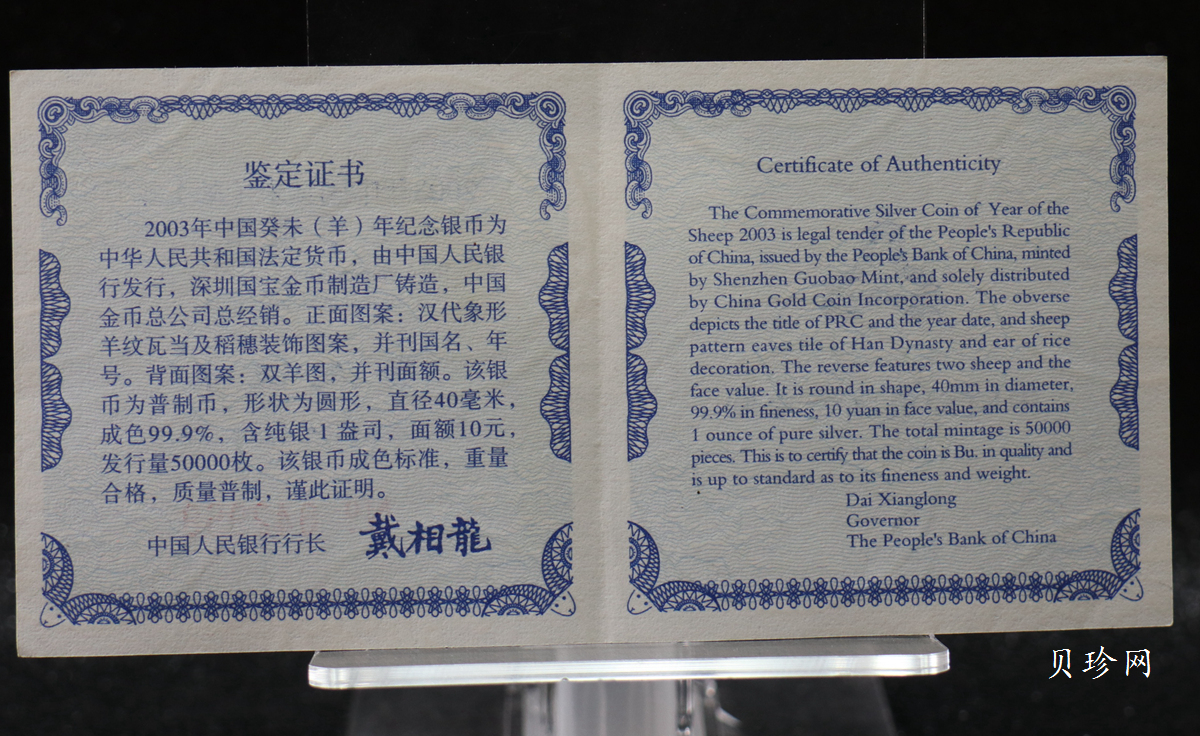 鉴定证书
2003年中国癸未（羊）年纪念银币为
中华人民共和国法定货币，由中国人民银
行发行，深圳国宝金币制造厂铸造，中国
金币总公司总经销。正面图案：汉代象形
羊纹瓦当及稻穗装饰图案，并刊国名、年
号。背面图案：双羊图，并刊面额。该银
币为普制币，形状为圆形，直径40毫米，
成色99.9%，含纯银1盎司，面额10元，
发行量50000枚。该银币成色标准，重量
合格，质量普制，谨此证明。
中国人民银行行长 戴相龍
Certificate of Authenticity
The Commemorative Silver Coin of Year of the
Sheep 2003 is legal tender of the People's Republic
of China, issued by the People's Bank of China, minted
by Shenzhen Guobao Mint, and solely distributed
by China Gold Coin Incorporation. The obverse
depicts the title of PRC and the year date, and sheep
pattern eaves tile of Han Dynasty and ear of rice
decoration. The reverse features two sheep and the
face value. It is round in shape, 40mm in diameter,
99.9% in fineness, 10 yuan in face value, and contains
1 ounce of pure silver. The total mintage is 50000
pieces. This is to certify that the coin is Bu. in quality and
is up to standard as to its fineness and weight.
Dai Xianglong
Governor
The People's Bank of China
贝珍网